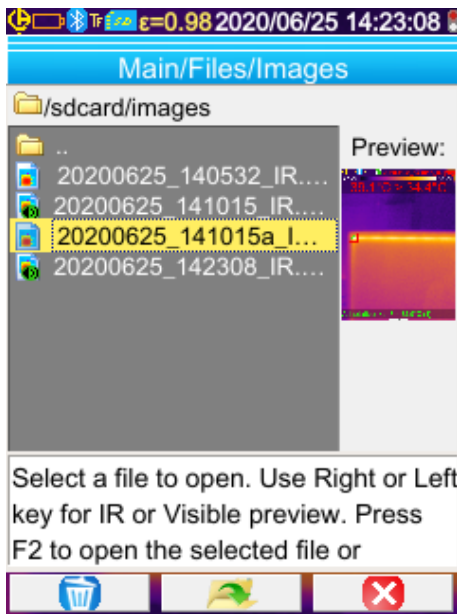 ε=0.98 2020/06/25 14:23:08
Main/Files/Images
/sdcard/images
..
Preview:
20200625_140532_IR....
20200625_141015_IR....
20200625_141015a_I...
20200625_142308_IR....
Select a file to open. Use Right or Left
key for IR or Visible preview. Press
F2 to open the selected file or